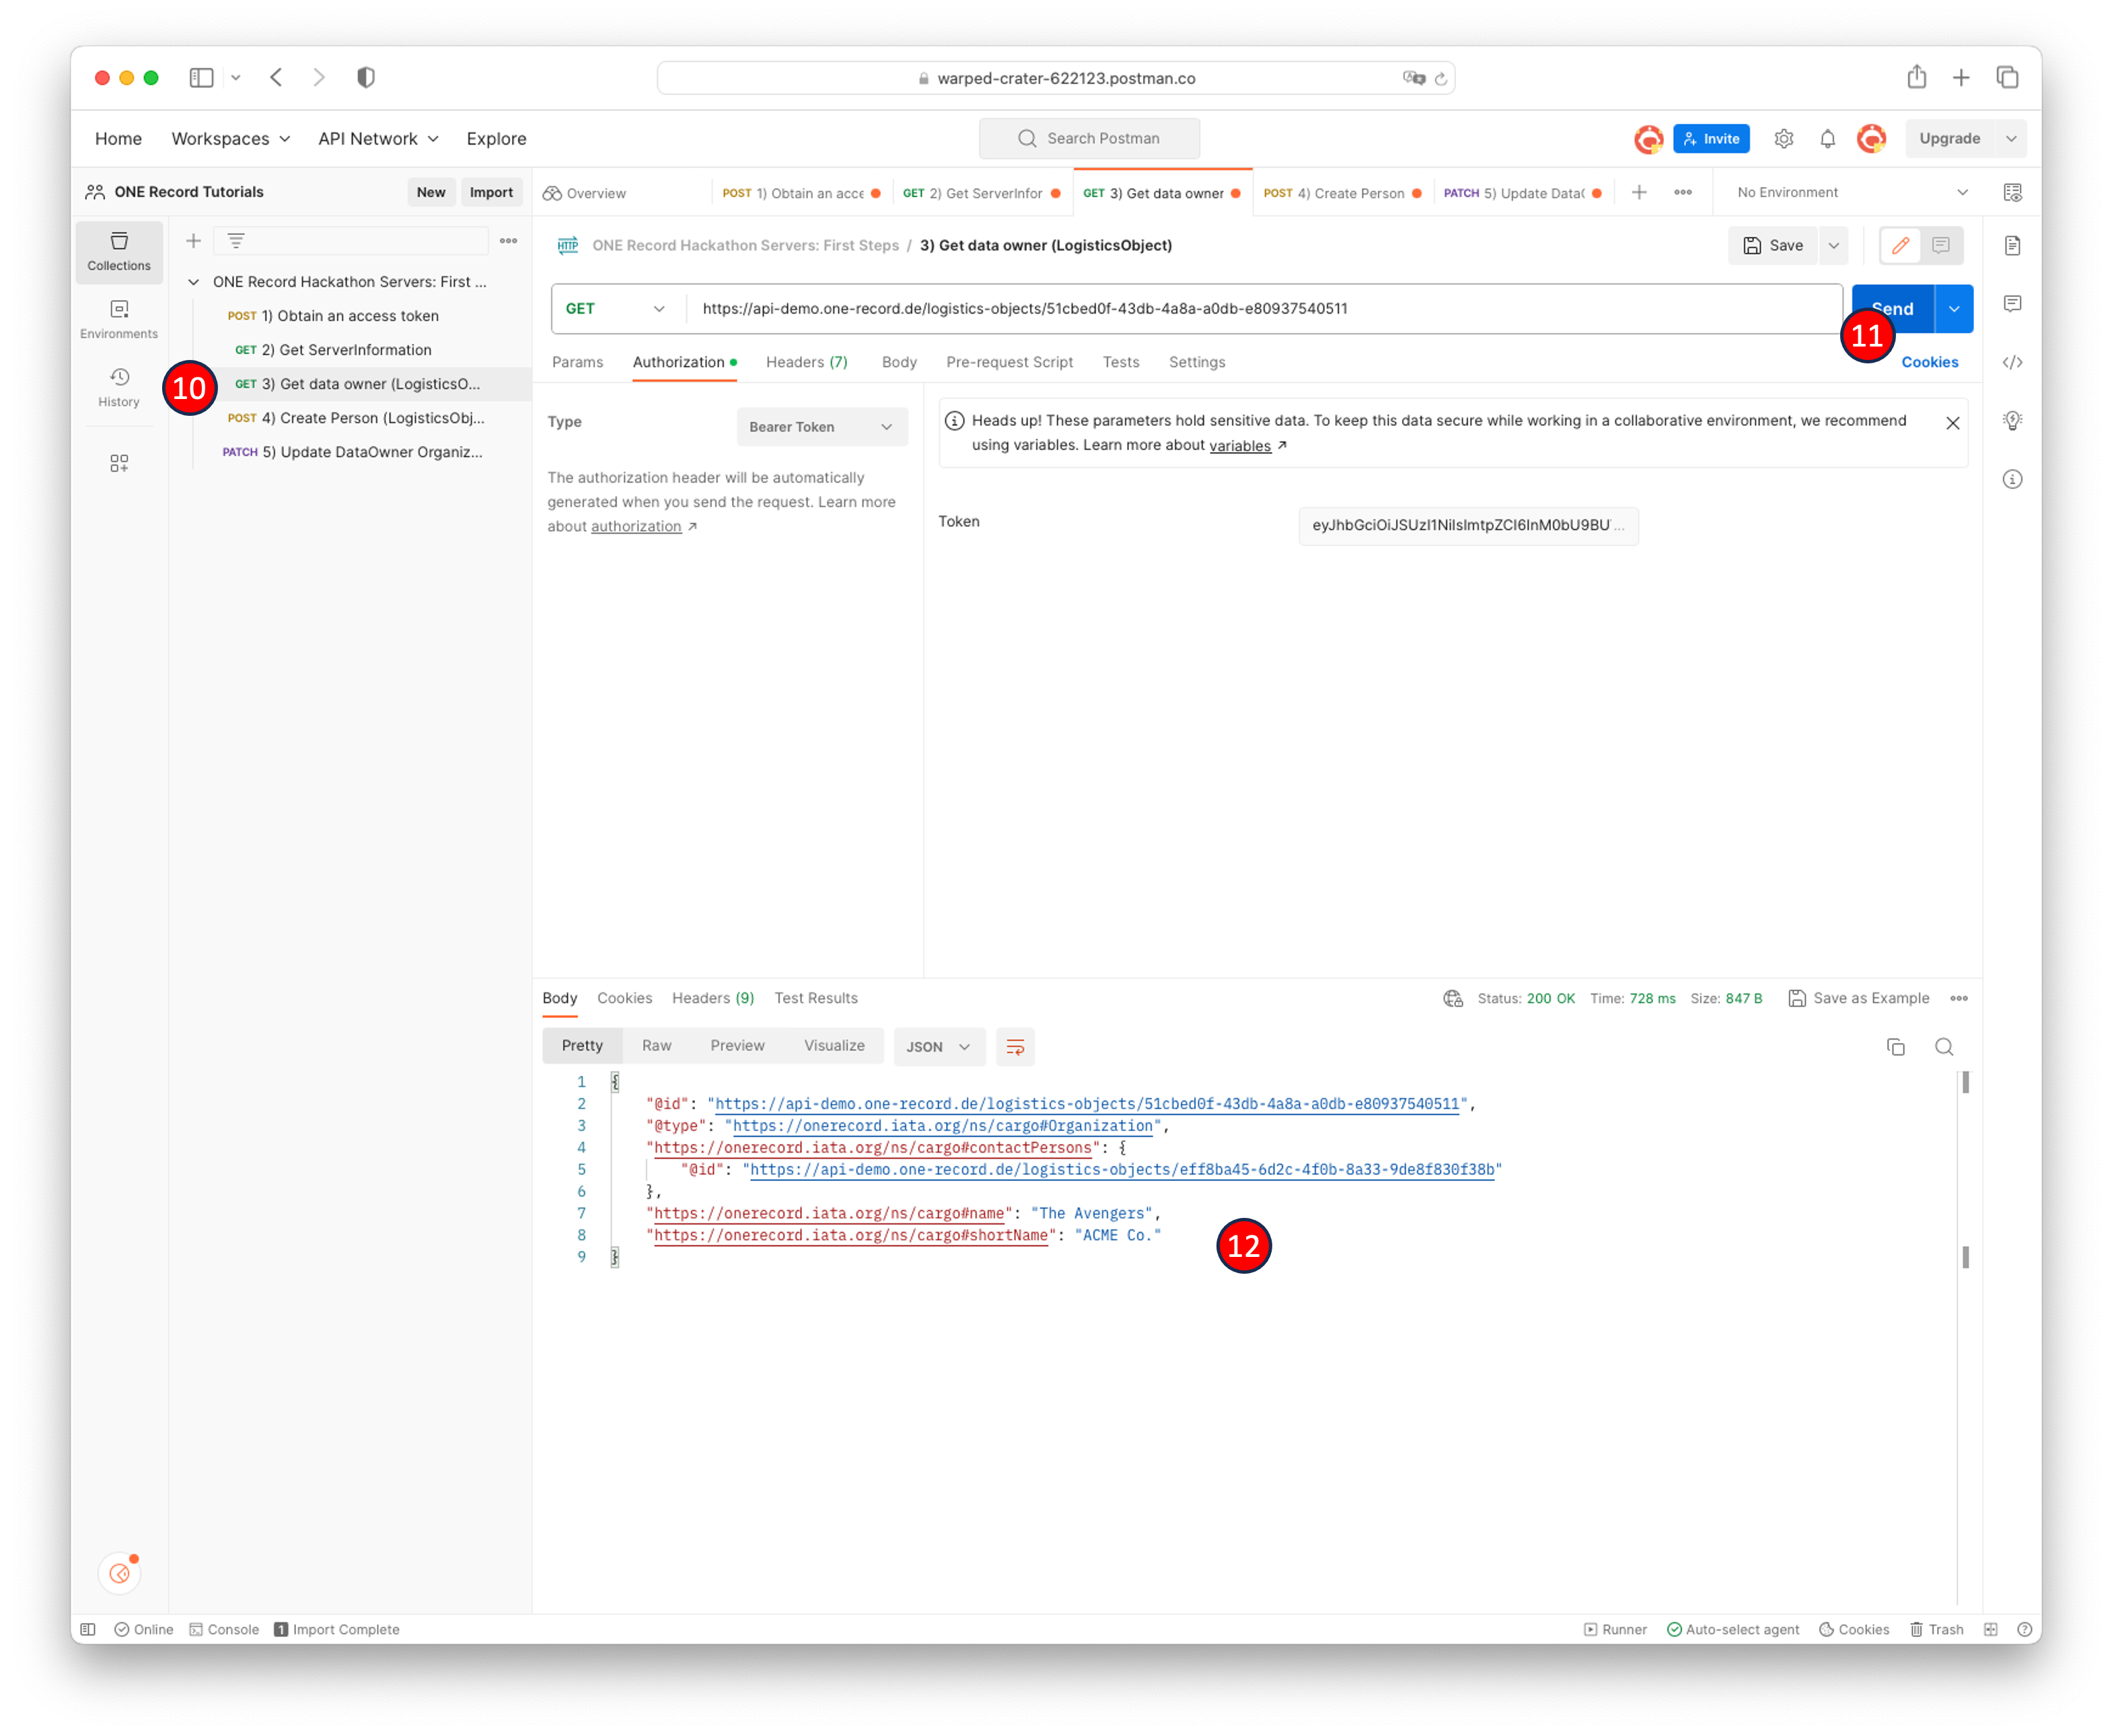 warped-crater-622123.postman.co
Home Workspaces API Network Explore Search Postman Invite Upgrade
ONE Record Tutorials New Import Overview POST 1) Obtain an acce GET 2) Get ServerInfor GET 3) Get data owner POST 4) Create Person PATCH 5) Update Data No Environment
ONE Record Hackathon Servers: First Steps / 3) Get data owner (LogisticsObject) Save
Collections
Environments
History
ONE Record Hackathon Servers: First ...
POST 1) Obtain an access token
GET 2) Get ServerInformation
10 GET 3) Get data owner (LogisticsO...
POST 4) Create Person (LogisticsObj...
PATCH 5) Update DataOwner Organiz...
GET https://api-demo.one-record.de/logistics-objects/51cbed0f-43db-4a8a-a0db-e80937540511 Send
11
Params Authorization Headers (7) Body Pre-request Script Tests Settings Cookies
Type Bearer Token
The authorization header will be automatically
generated when you send the request. Learn more
about authorization ↗
Heads up! These parameters hold sensitive data. To keep this data secure while working in a collaborative environment, we recommend
using variables. Learn more about variables ↗
Token
Body Cookies Headers (9) Test Results Status: 200 OK Time: 728 ms Size: 847 B Save as Example
Pretty Raw Preview Visualize JSON
1 {
2 "@id": "https://api-demo.one-record.de/logistics-objects/51cbed0f-43db-4a8a-a0db-e80937540511",
3 "@type": "https://onerecord.iata.org/ns/cargo#Organization",
4 "https://onerecord.iata.org/ns/cargo#contactPersons": {
5 "@id": "https://api-demo.one-record.de/logistics-objects/eff8ba45-6d2c-4f0b-8a33-9de8f830f38b"
6 },
7 "https://onerecord.iata.org/ns/cargo#name": "The Avengers",
8 "https://onerecord.iata.org/ns/cargo#shortName": "ACME Co."
9 }
12
Online Console 1 Import Complete Runner Auto-select agent Cookies Trash